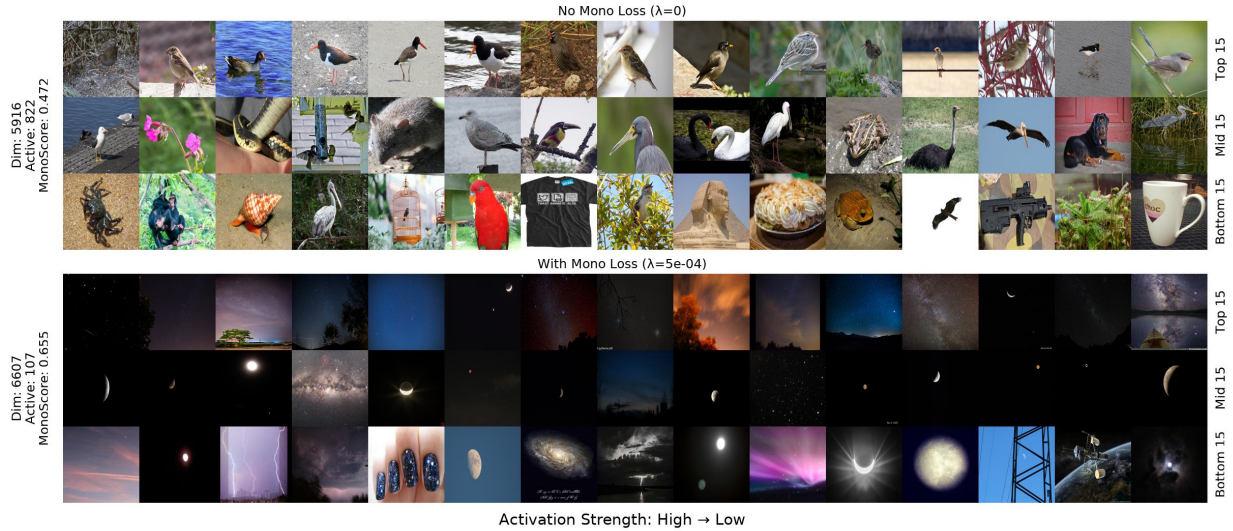 No Mono Loss (λ=0)
Dim: 5916
Active: 822
MonoScore: 0.472
Top 15
Mid 15
Bottom 15
With Mono Loss (λ=5e-04)
Dim: 6607
Active: 107
MonoScore: 0.655
Top 15
Mid 15
Bottom 15
Activation Strength: High → Low